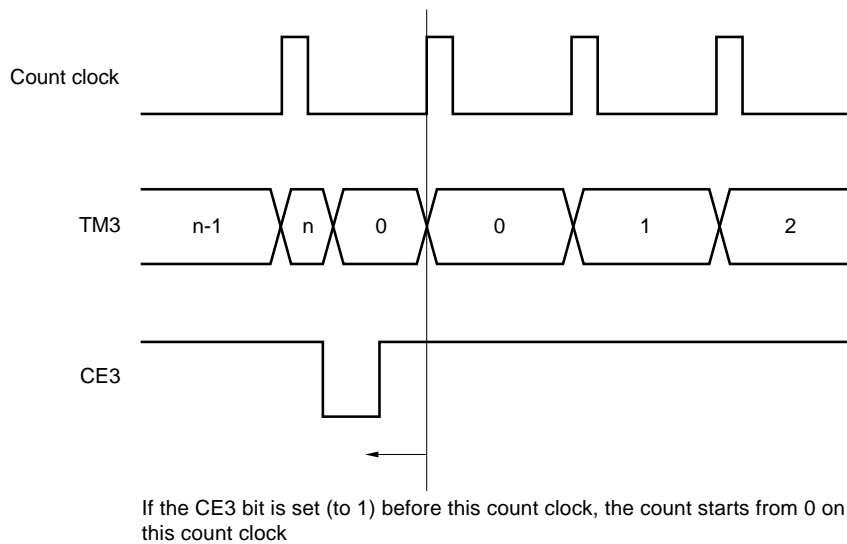 Count clock
TM3
n-1
n
0
0
1
2
CE3
If the CE3 bit is set (to 1) before this count clock, the count starts from 0 on
this count clock